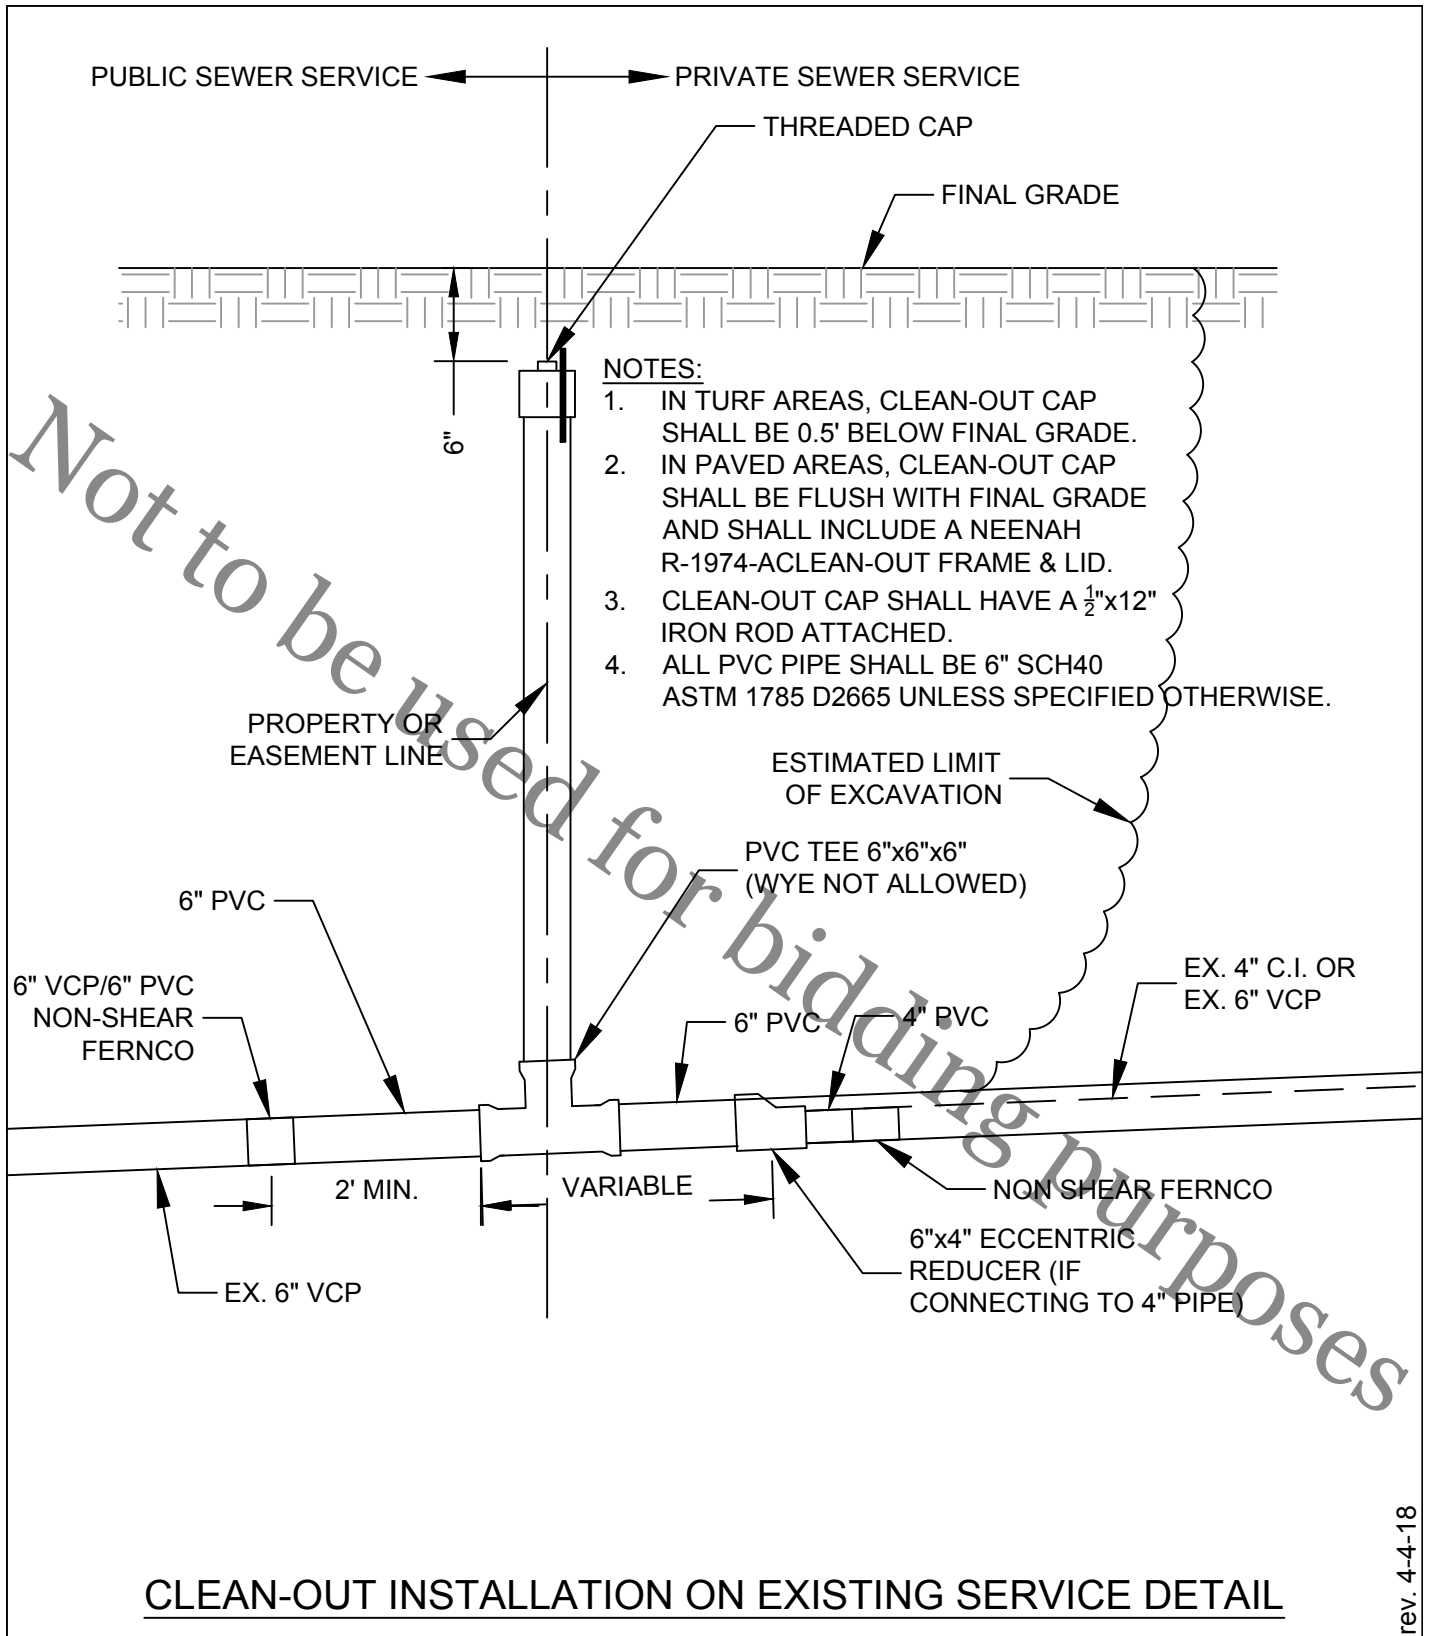 PUBLIC SEWER SERVICE
PRIVATE SEWER SERVICE
THREADED CAP
FINAL GRADE
6"
NOTES:
1. IN TURF AREAS, CLEAN-OUT CAP
SHALL BE 0.5' BELOW FINAL GRADE.
2. IN PAVED AREAS, CLEAN-OUT CAP
SHALL BE FLUSH WITH FINAL GRADE
AND SHALL INCLUDE A NEENAH
R-1974-ACLEAN-OUT FRAME & LID.
3. CLEAN-OUT CAP SHALL HAVE A ½"x12"
IRON ROD ATTACHED.
4. ALL PVC PIPE SHALL BE 6" SCH40
ASTM 1785 D2665 UNLESS SPECIFIED OTHERWISE.
PROPERTY OR
EASEMENT LINE
ESTIMATED LIMIT
OF EXCAVATION
PVC TEE 6"x6"x6"
(WYE NOT ALLOWED)
6" PVC
6" VCP/6" PVC
NON-SHEAR
FERNCO
6" PVC
4" PVC
EX. 4" C.I. OR
EX. 6" VCP
2' MIN.
VARIABLE
NON SHEAR FERNCO
6"x4" ECCENTRIC
REDUCER (IF
CONNECTING TO 4" PIPE)
EX. 6" VCP
Not to be used for bidding purposes
CLEAN-OUT INSTALLATION ON EXISTING SERVICE DETAIL
rev. 4-4-18